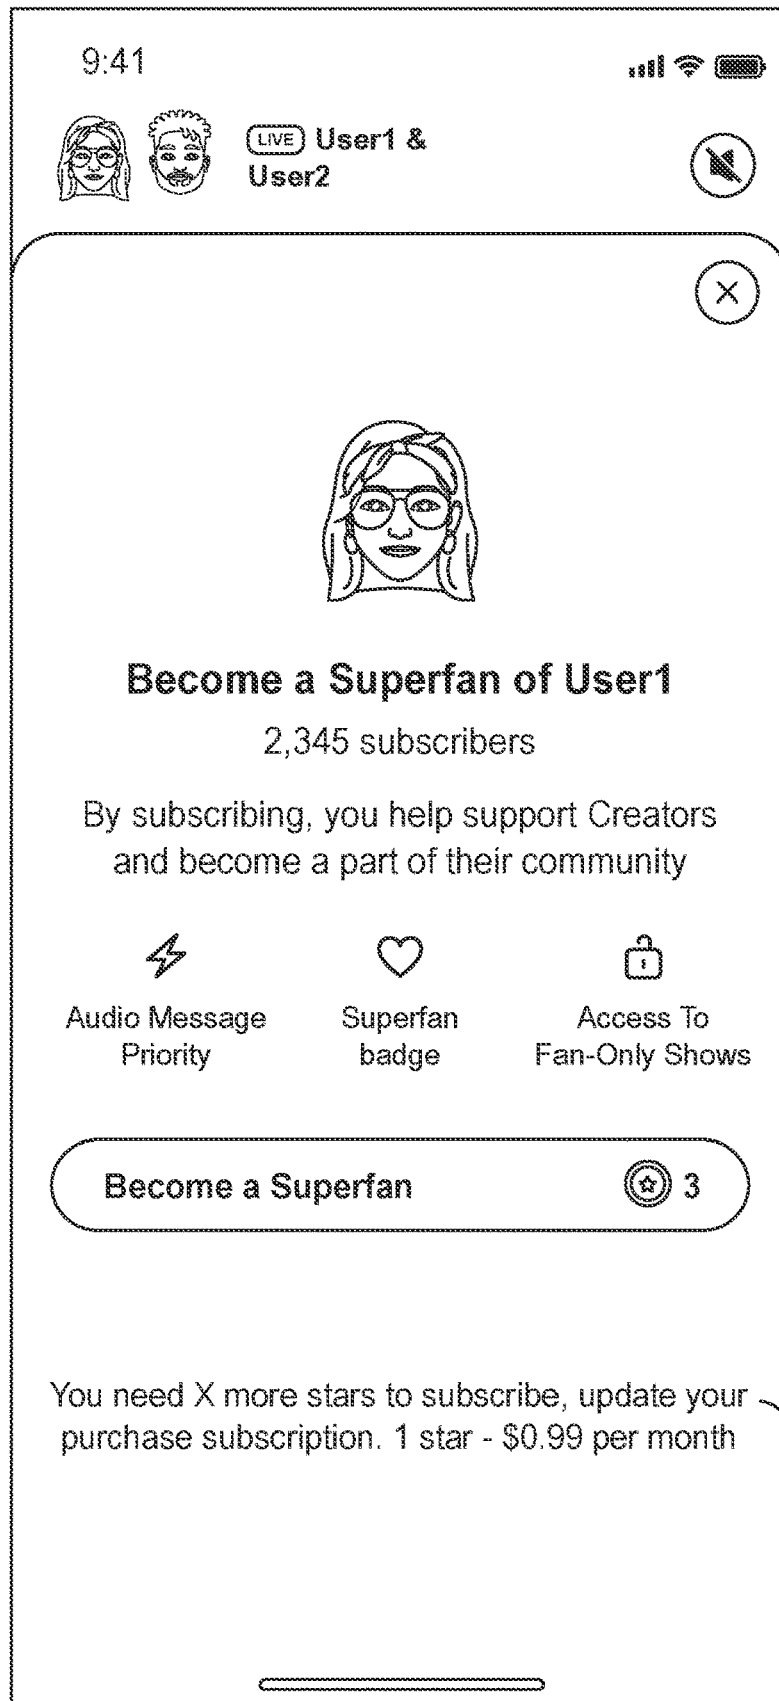 9:41
LIVE User1 &
User2
Become a Superfan of User1
2,345 subscribers
By subscribing, you help support Creators
and become a part of their community
Audio Message
Priority
Superfan
badge
Access To
Fan-Only Shows
Become a Superfan 3
You need X more stars to subscribe, update your
purchase subscription. 1 star - $0.99 per month